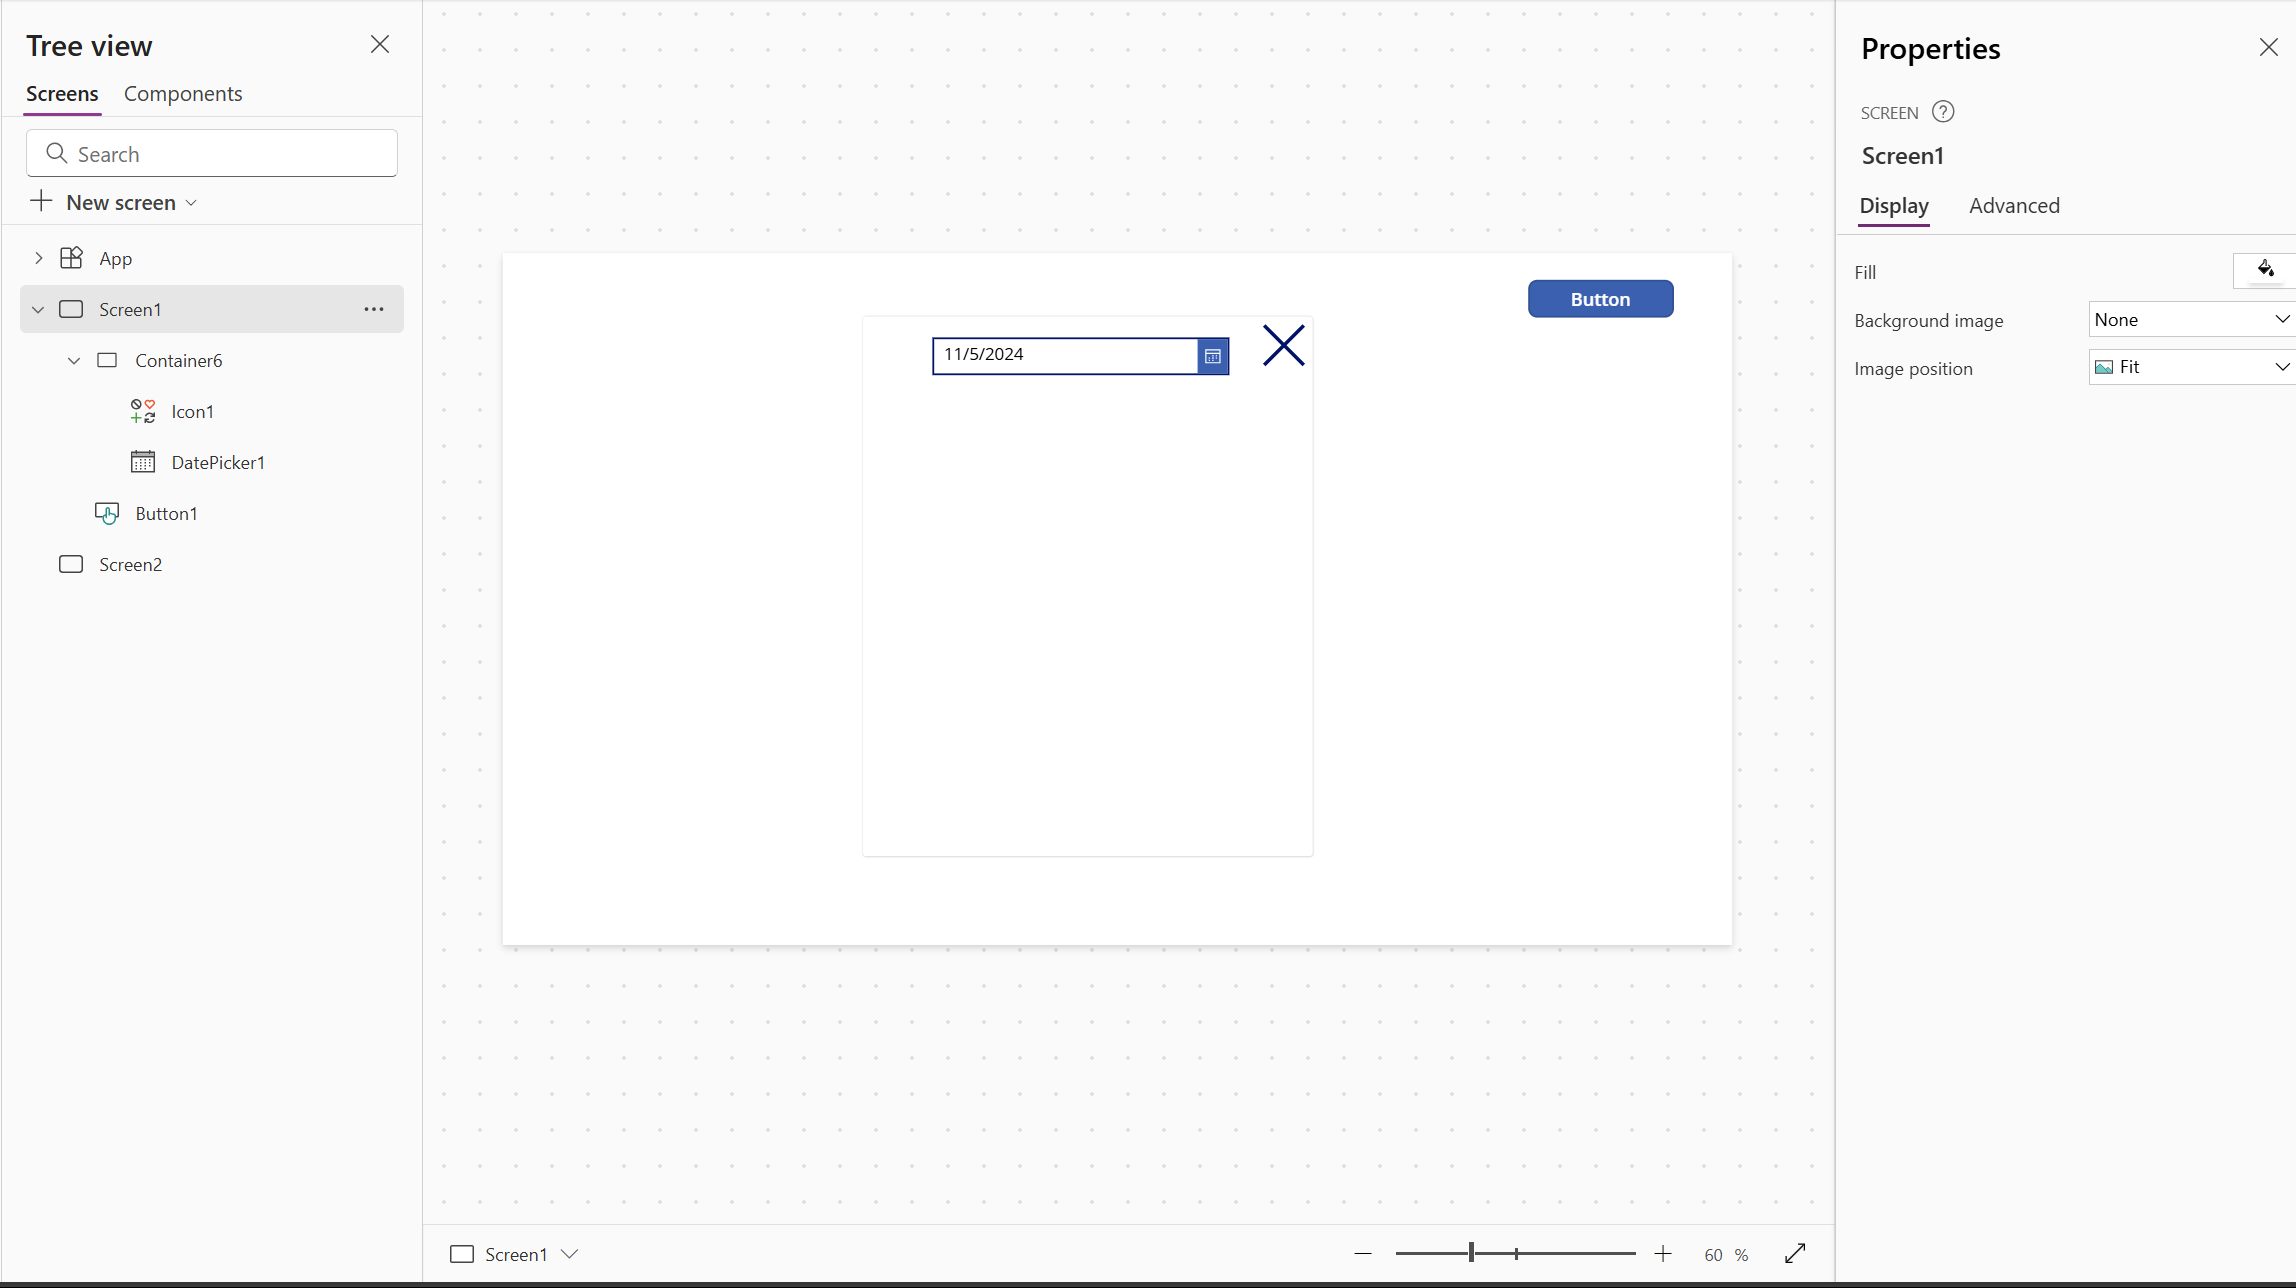 Tree view
Screens Components
Search
New screen
App
Screen1
Container6
Icon1
DatePicker1
Button1
Screen2
Button
11/5/2024
Screen1
60 %
Properties
SCREEN ?
Screen1
Display Advanced
Fill
Background image None
Image position Fit